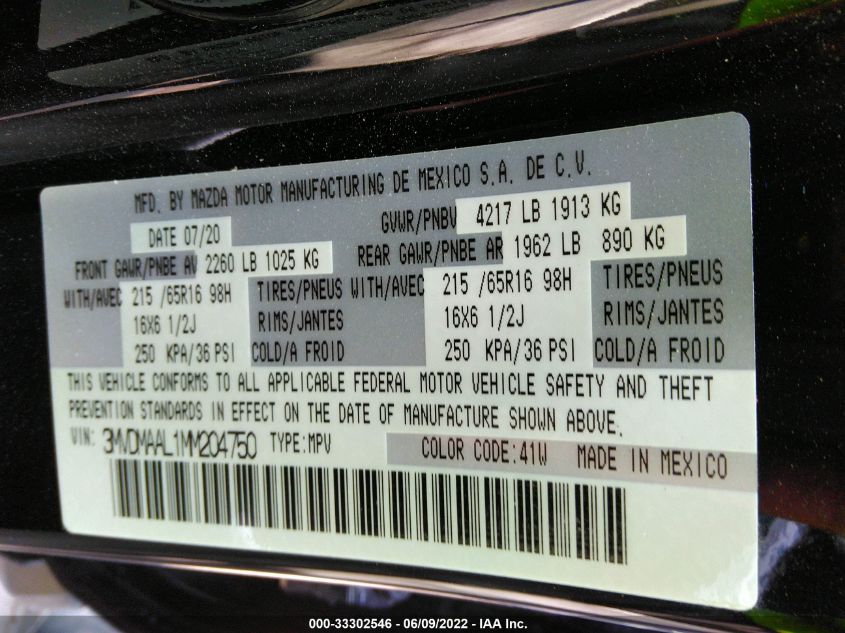 MFD. BY MAZDA MOTOR MANUFACTURING DE MEXICO S.A. DE C.V.
DATE 07/20 GVWR/PNBV 4217 LB 1913 KG
FRONT GAWR/PNBE AV 2260 LB 1025 KG REAR GAWR/PNBE AR 1962 LB 890 KG
WITH/AVEC 215 /65R16 98H TIRES/PNEUS WITH/AVEC 215 /65R16 98H TIRES/PNEUS
16X6 1/2J RIMS/JANTES 16X6 1/2J RIMS/JANTES
250 KPA/36 PSI COLD/A FROID 250 KPA/36 PSI COLD/A FROID
THIS VEHICLE CONFORMS TO ALL APPLICABLE FEDERAL MOTOR VEHICLE SAFETY AND THEFT
PREVENTION STANDARDS IN EFFECT ON THE DATE OF MANUFACTURE SHOWN ABOVE.
VIN: 3MVDMAAL1MM204750 TYPE:MPV COLOR CODE:41W MADE IN MEXICO
000-33302546 - 06/09/2022 - IAA Inc.